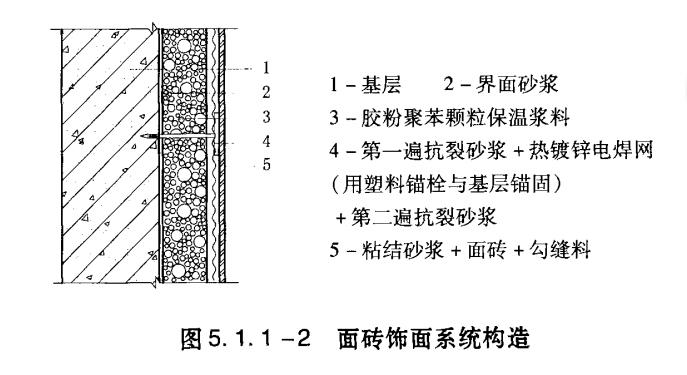 1
2
3
4
5
1-基层 2-界面砂浆
3-胶粉聚苯颗粒保温浆料
4-第一遍抗裂砂浆+热镀锌电焊网
(用塑料锚栓与基层锚固)
+第二遍抗裂砂浆
5-粘结砂浆+面砖+勾缝料
图5.1.1-2 面砖饰面系统构造